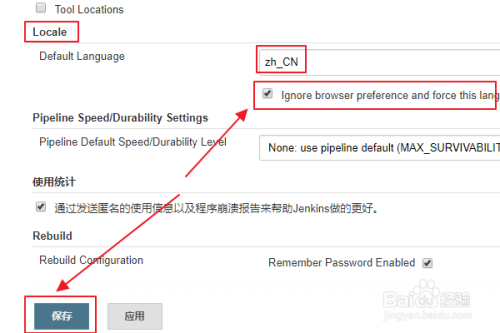 Tool Locations
Locale
Default Language
zh_CN
Ignore browser preference and force this lang
Pipeline Speed/Durability Settings
Pipeline Default Speed/Durability Level
None: use pipeline default (MAX_SURVIVABILIT
使用统计
通过发送匿名的使用信息以及程序崩溃报告来帮助Jenkins做的更好。
Rebuild
Rebuild Configuration
Remember Password Enabled
保存
应用
Baidu经验
jingyan.baidu.com